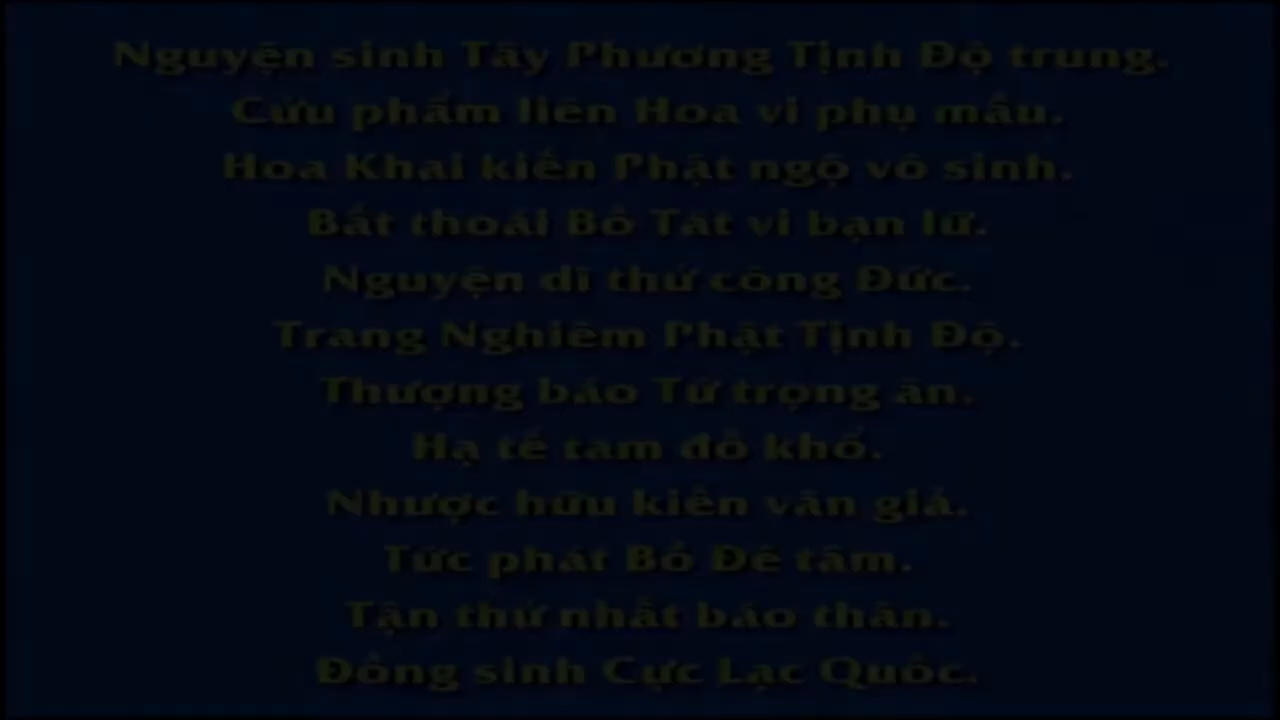 Nguyện sinh Tây Phương Tịnh Độ trung.
Cửu phẩm liên Hoa vi phụ mẫu.
Hoa Khai kiến Phật ngộ vô sinh.
Bất thoái Bồ Tát vi bạn lữ.
Nguyện dĩ thử công Đức.
Trang Nghiêm Phật Tịnh Độ.
Thượng báo Tứ trọng ân.
Hạ tế tam đồ khổ.
Nhược hữu kiến văn giả.
Tức phát Bồ Đề tâm.
Tận thử nhất báo thân.
Đồng sinh Cực Lạc Quốc.